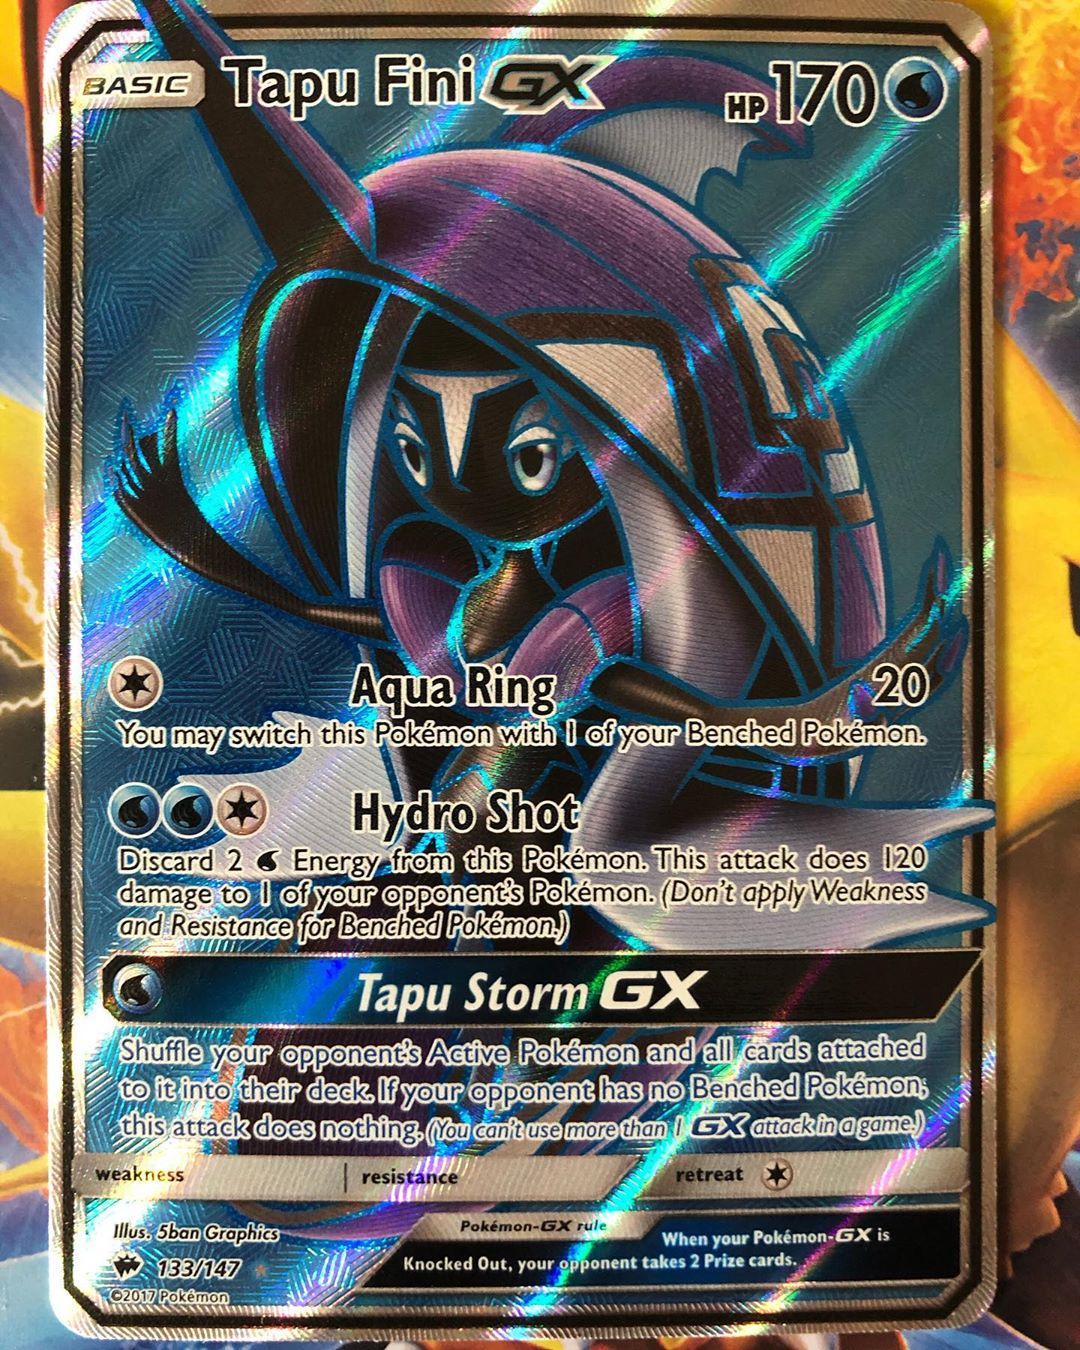 BASIC Tapu Fini GX HP 170
Aqua Ring 20
You may switch this Pokémon with 1 of your Benched Pokémon.
Hydro Shot
Discard 2 Energy from this Pokémon. This attack does 120
damage to 1 of your opponent's Pokémon. (Don't apply Weakness
and Resistance for Benched Pokémon.)
Tapu Storm GX
Shuffle your opponent's Active Pokémon and all cards attached
to it into their deck. If your opponent has no Benched Pokémon,
this attack does nothing. (You can't use more than 1 GX attack in a game.)
weakness resistance retreat
Illus. 5ban Graphics
133/147
©2017 Pokémon
Pokémon-GX rule
When your Pokémon-GX is
Knocked Out, your opponent takes 2 Prize cards.